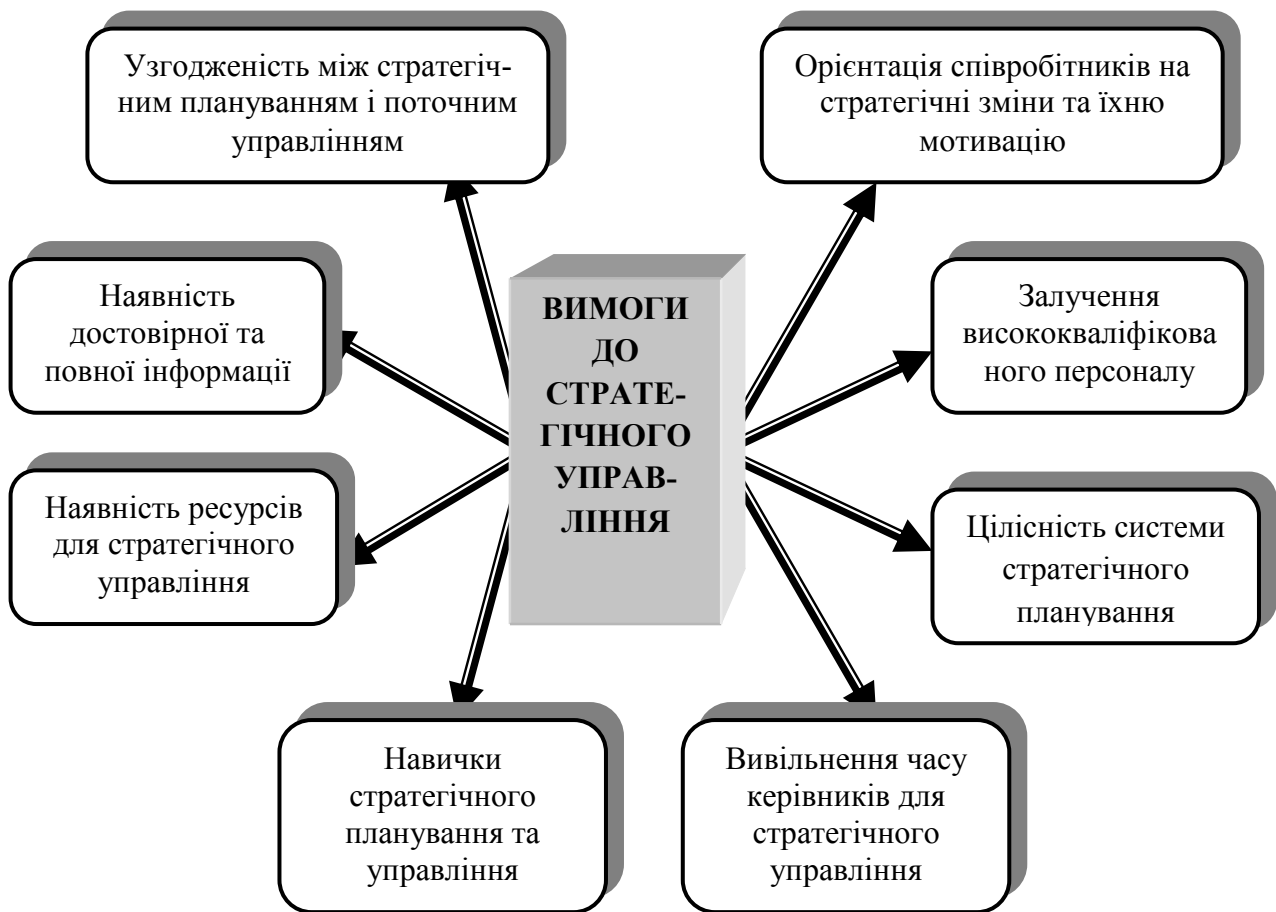 Узгодженість між стратегіч-
ним плануванням і поточним
управлінням
Орієнтація співробітників на
стратегічні зміни та їхню
мотивацію
Наявність
достовірної та
повної інформації
ВИМОГИ
ДО
СТРАТЕ-
ГІЧНОГО
УПРАВ-
ЛІННЯ
Залучення
висококваліфікова
ного персоналу
Наявність ресурсів
для стратегічного
управління
Цілісність системи
стратегічного
планування
Навички
стратегічного
планування та
управління
Вивільнення часу
керівників для
стратегічного
управління